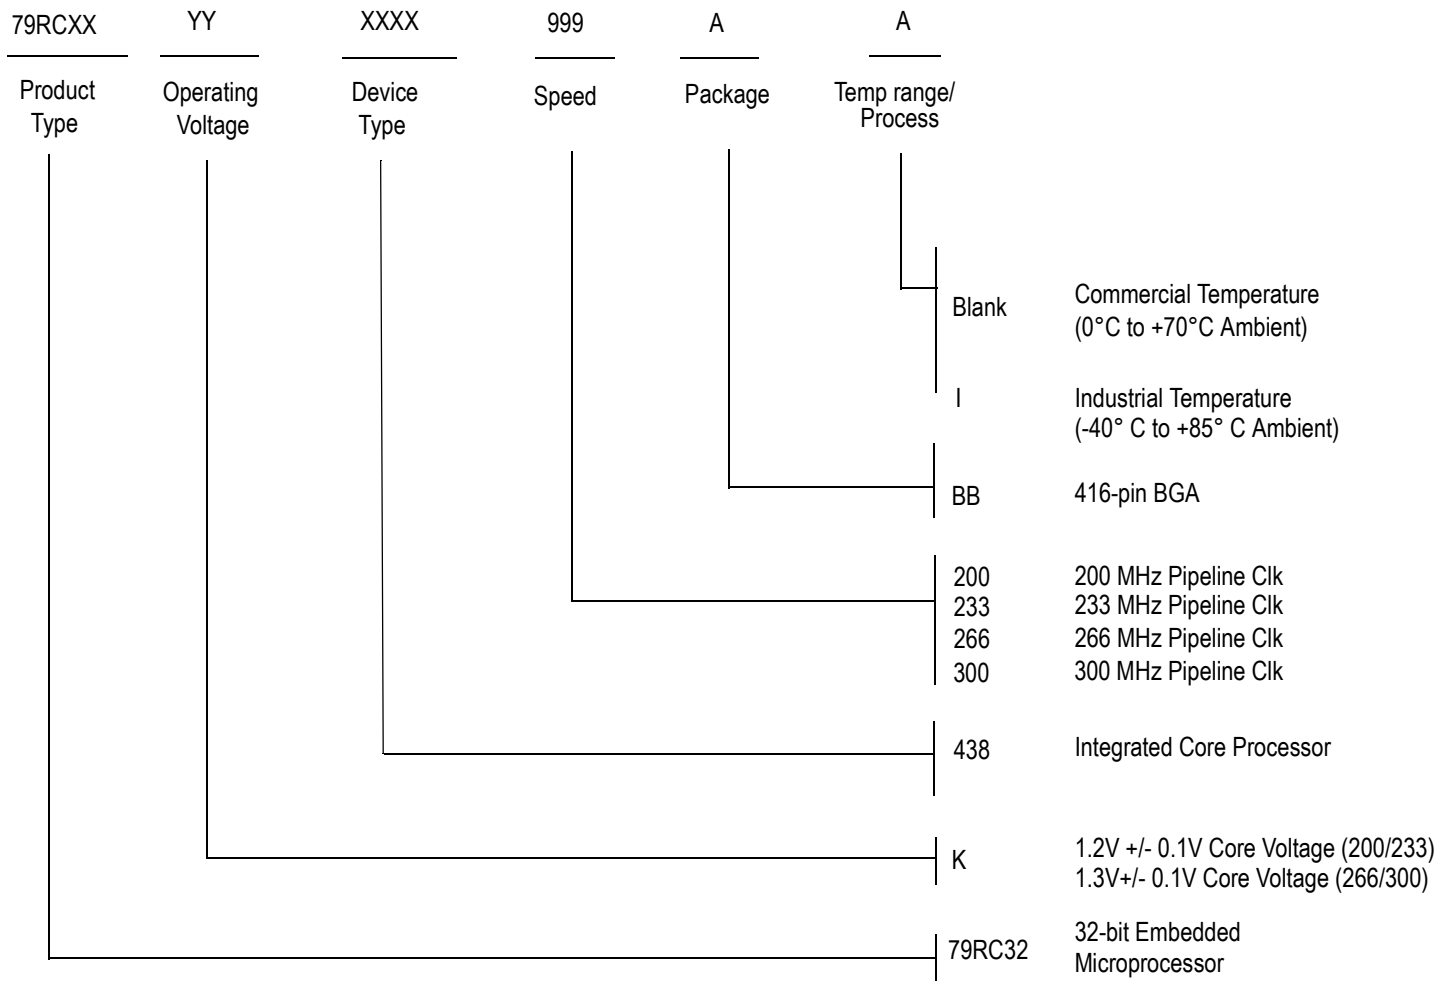 79RCXX YY XXXX 999 A A
Product Type
Operating Voltage
Device Type
Speed
Package
Temp range/
Process
Blank Commercial Temperature
(0°C to +70°C Ambient)
I Industrial Temperature
(-40° C to +85° C Ambient)
BB 416-pin BGA
200 200 MHz Pipeline Clk
233 233 MHz Pipeline Clk
266 266 MHz Pipeline Clk
300 300 MHz Pipeline Clk
438 Integrated Core Processor
K 1.2V +/- 0.1V Core Voltage (200/233)
1.3V+/- 0.1V Core Voltage (266/300)
79RC32 32-bit Embedded
Microprocessor